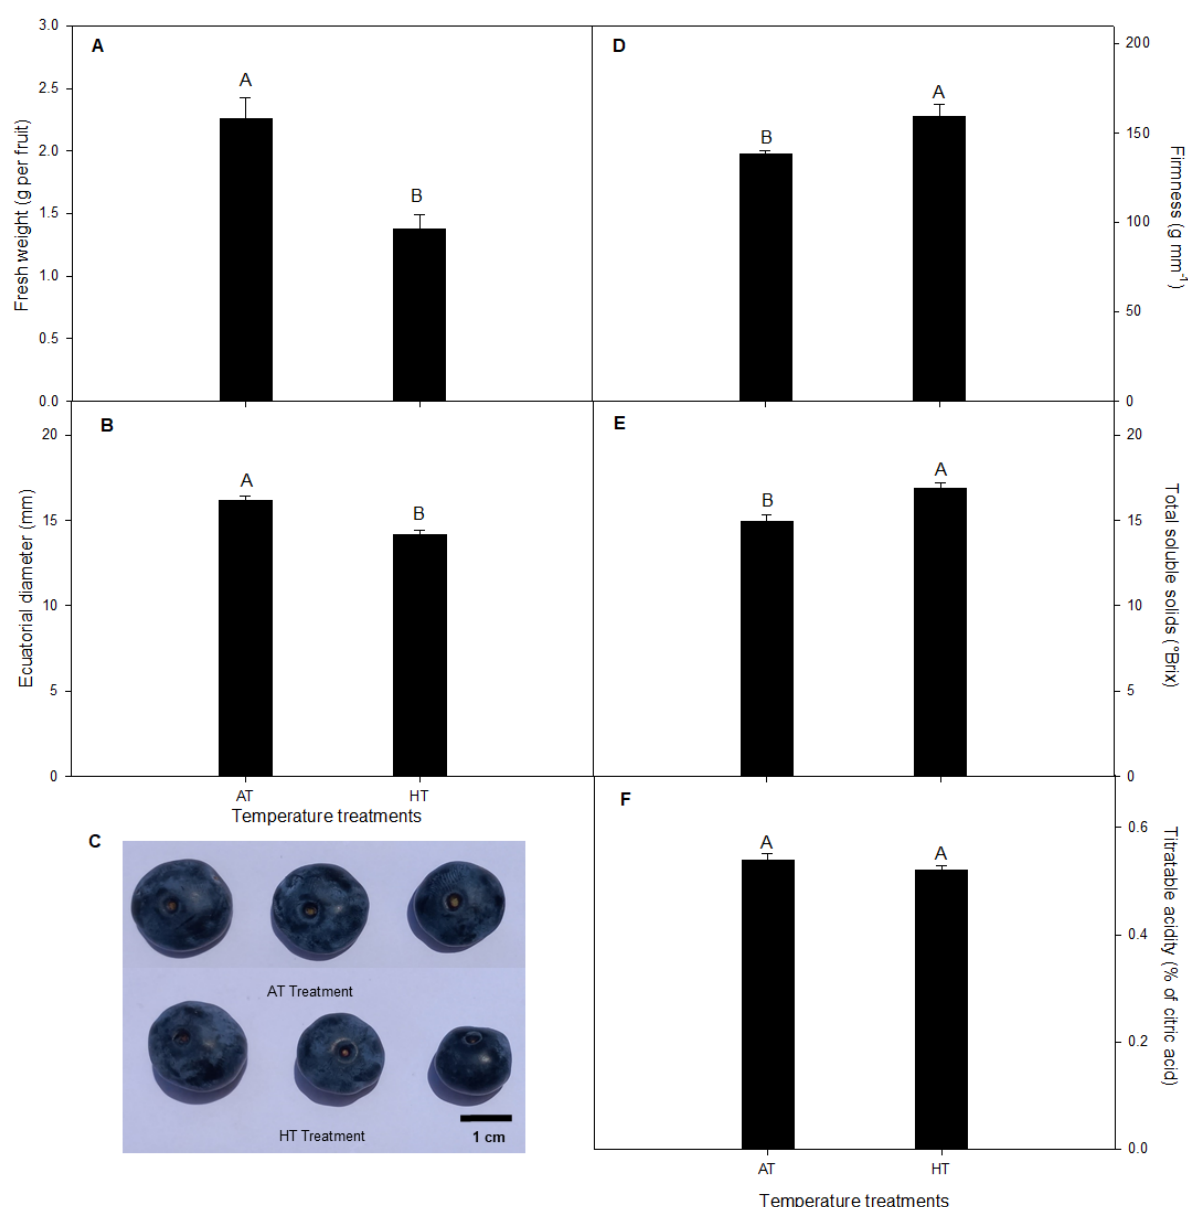 A
3.0
2.5
2.0
1.5
1.0
0.5
0.0
Fresh weight (g per fruit)
A
B
D
200
150
100
50
0
Firmness (g mm⁻¹)
B
A
B
20
15
10
5
0
Ecuatorial diameter (mm)
A
B
AT
HT
Temperature treatments
E
20
15
10
5
0
Total soluble solids (°Brix)
B
A
C
AT Treatment
HT Treatment
1 cm
F
0.6
0.4
0.2
0.0
Titratable acidity (% of citric acid)
A
A
AT
HT
Temperature treatments